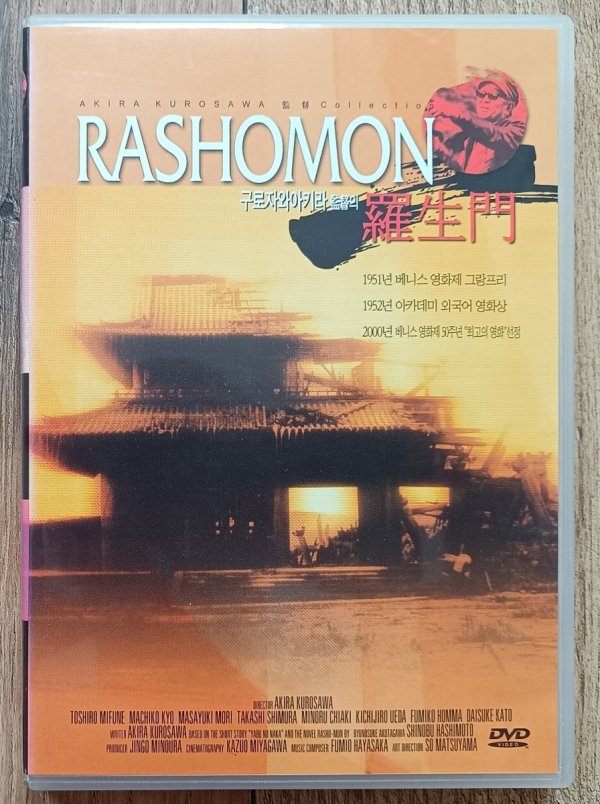 AKIRA KUROSAWA 監督 Collection
RASHOMON
구로자와아키라 監督의 羅生門
1951년 베니스 영화제 그랑프리
1952년 아카데미 외국어 영화상
2000년 베니스 영화제 50주년 "최고의 영화"선정
DIRECTOR AKIRA KUROSAWA
TOSHIRO MIFUNE MACHIKO KYO MASAYUKI MORI TAKASHI SHIMURA MINORU CHIAKI KICHIJIRO UEDA FUMIKO HOMMA DAISUKE KATO
WRITER AKIRA KUROSAWA BASED ON THE SHORT STORY "YABU NO NAKA" AND THE NOVEL RASHO-MON BY RYUNOSUKE AKUTAGAWA SHINOBU HASHIMOTO
PRODUCER JINGO MINOURA CINEMATOGRAPHY KAZUO MIYAGAWA MUSIC COMPOSER FUMIO HAYASAKA ART DIRECTION SO MATSUYAMA
DVD
VIDEO